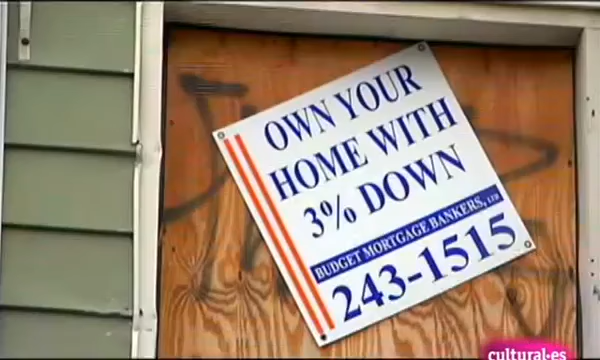 OWN YOUR
HOME WITH
3% DOWN
BUDGET MORTGAGE BANKERS, LTD
243-1515
cultural·es